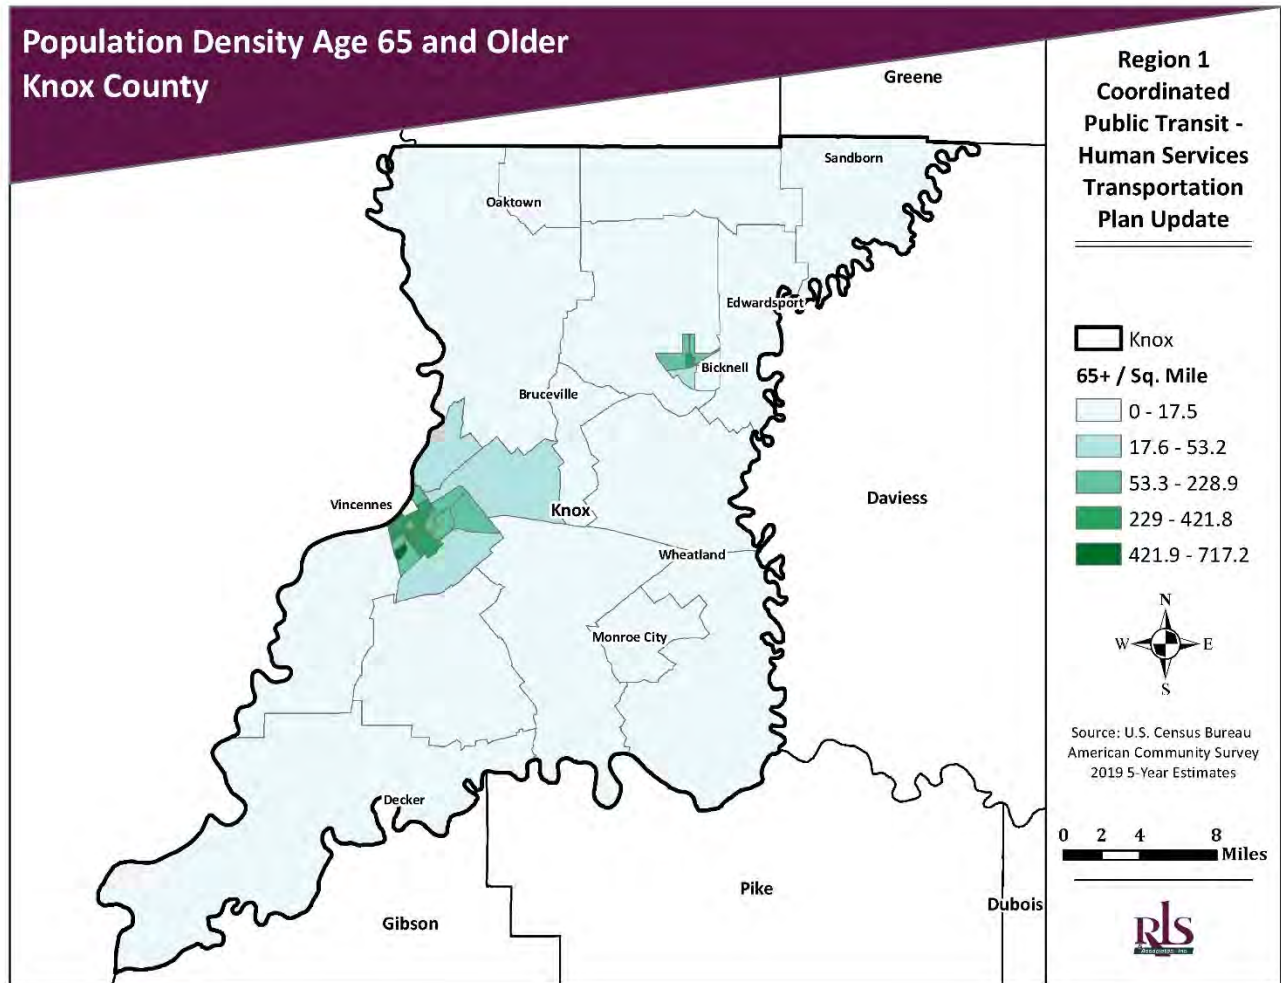 Population Density Age 65 and Older
Knox County
Region 1
Coordinated
Public Transit -
Human Services
Transportation
Plan Update
Greene
Sandborn
Oaktown
Edwardsport
Bicknell
Bruceville
Vincennes
Knox
Daviess
Wheatland
Monroe City
Decker
Pike
Dubois
Gibson
Knox
65+ / Sq. Mile
0 - 17.5
17.6 - 53.2
53.3 - 228.9
229 - 421.8
421.9 - 717.2
N
W E
S
Source: U.S. Census Bureau
American Community Survey
2019 5-Year Estimates
0 2 4 8
Miles
RLS
& Associates, Inc.